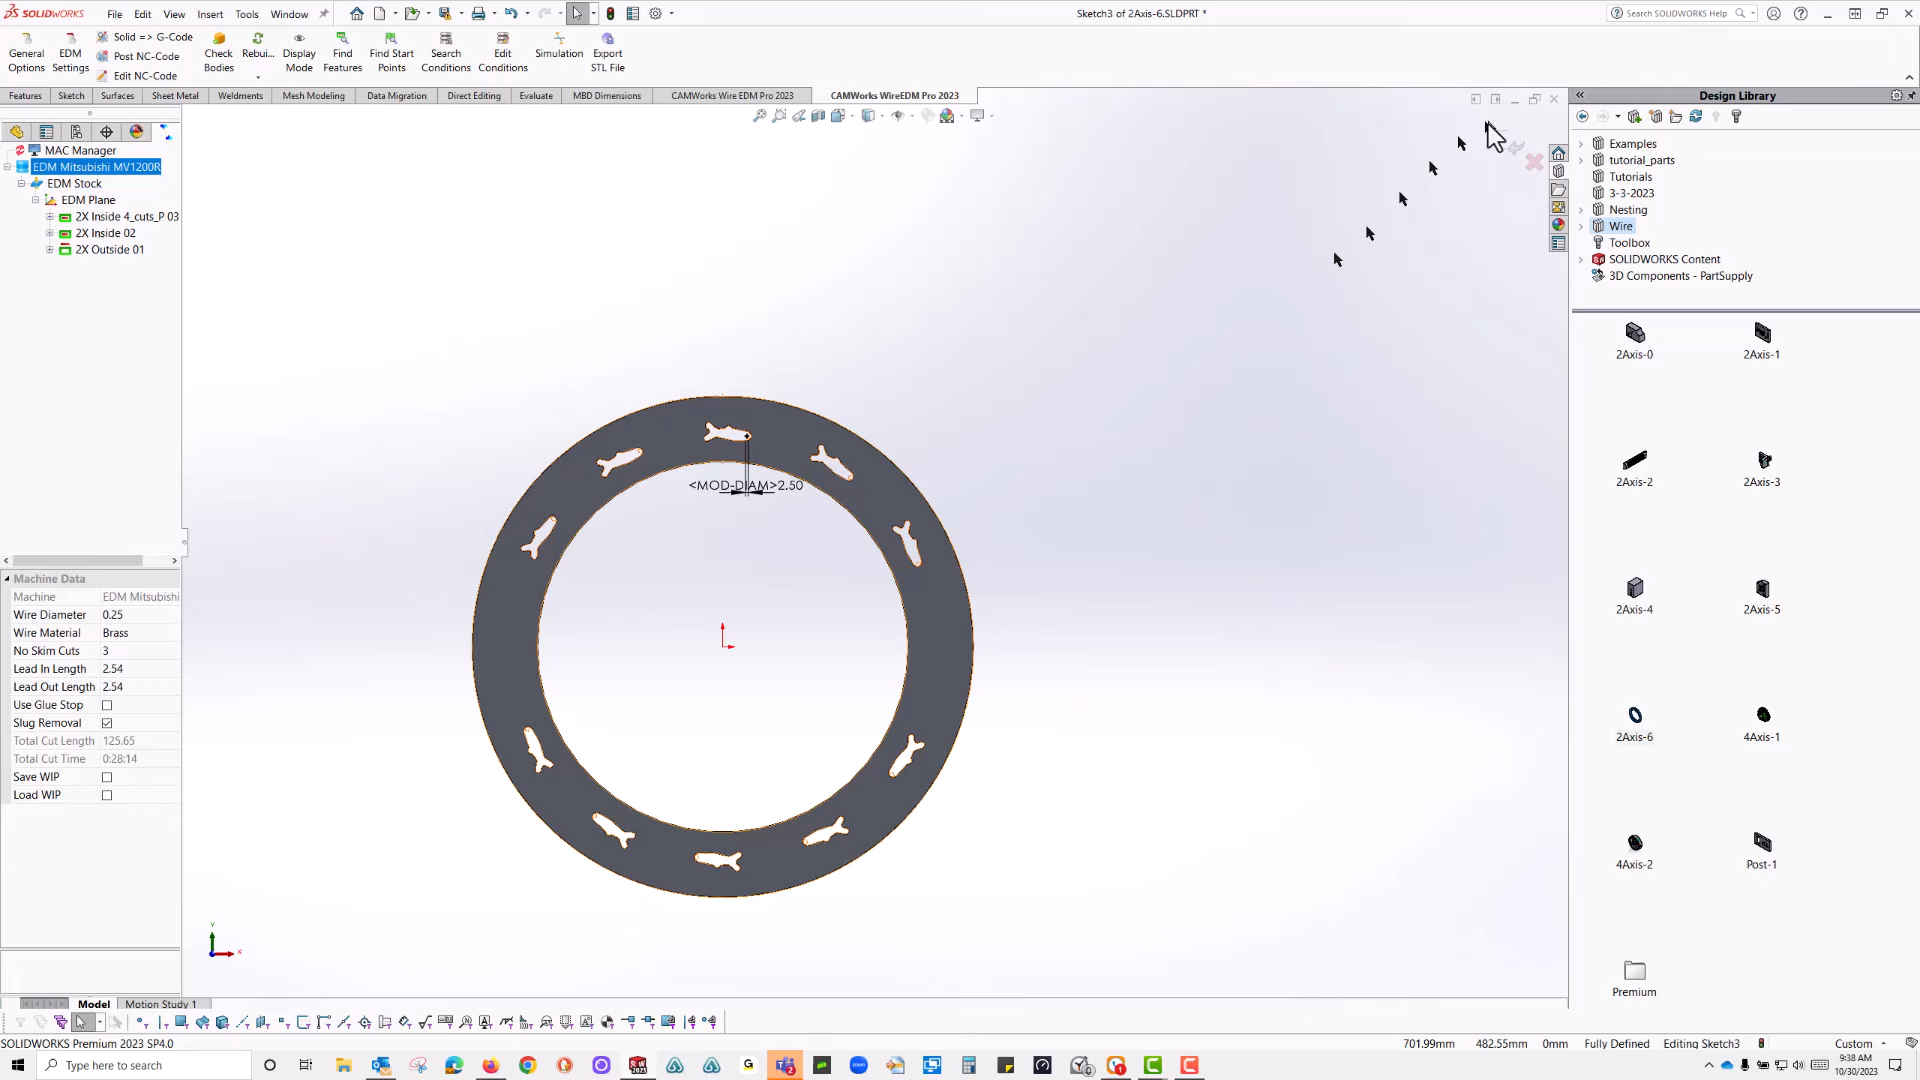 SOLIDWORKS File Edit View Insert Tools Window Sketch3 of 2Axis-6.SLDPRT * Search SOLIDWORKS Help
General Options
EDM Settings
Solid => G-Code
Post NC-Code
Edit NC-Code
Check Bodies
Rebui...
Display Mode
Find Features
Find Start Points
Search Conditions
Edit Conditions
Simulation
Export STL File
Features Sketch Surfaces Sheet Metal Weldments Mesh Modeling Data Migration Direct Editing Evaluate MBD Dimensions CAMWorks Wire EDM Pro 2023 CAMWorks WireEDM Pro 2023
MAC Manager
EDM Mitsubishi MV1200R
EDM Stock
EDM Plane
2X Inside 4_cuts_P 03
2X Inside 02
2X Outside 01
Machine Data
Machine EDM Mitsubishi
Wire Diameter 0.25
Wire Material Brass
No Skim Cuts 3
Lead In Length 2.54
Lead Out Length 2.54
Use Glue Stop
Slug Removal
Total Cut Length 125.65
Total Cut Time 0:28:14
Save WIP
Load WIP
<MOD-DIAM>2.50
Y
X
Design Library
Examples
tutorial_parts
Tutorials
3-3-2023
Nesting
Wire
Toolbox
SOLIDWORKS Content
3D Components - PartSupply
2Axis-0 2Axis-1
2Axis-2 2Axis-3
2Axis-4 2Axis-5
2Axis-6 4Axis-1
4Axis-2 Post-1
Premium
Model Motion Study 1
SOLIDWORKS Premium 2023 SP4.0 701.99mm 482.55mm 0mm Fully Defined Editing Sketch3 Custom
Type here to search
9:38 AM
10/30/2023